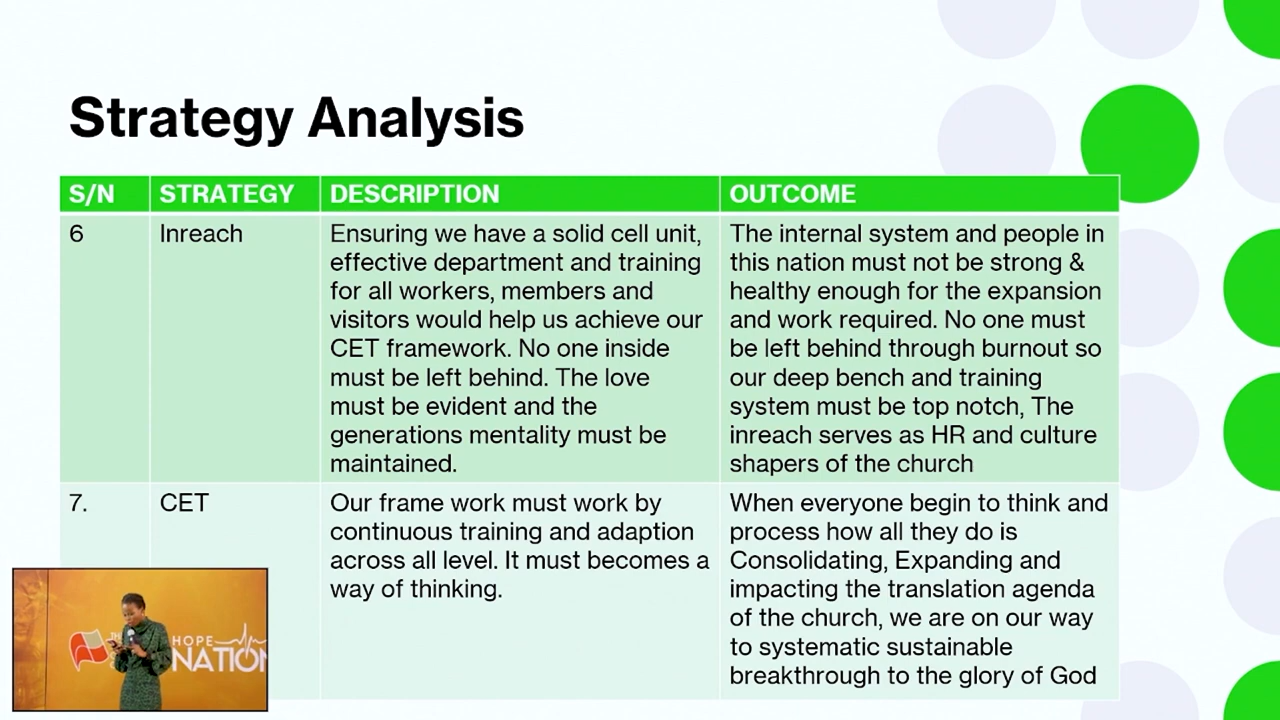 Strategy Analysis
S/N STRATEGY DESCRIPTION OUTCOME
6
Inreach
Ensuring we have a solid cell unit,
effective department and training
for all workers, members and
visitors would help us achieve our
CET framework. No one inside
must be left behind. The love
must be evident and the
generations mentality must be
maintained.
The internal system and people in
this nation must not be strong &
healthy enough for the expansion
and work required. No one must
be left behind through burnout so
our deep bench and training
system must be top notch, The
inreach serves as HR and culture
shapers of the church
7.
CET
Our frame work must work by
continuous training and adaption
across all level. It must becomes a
way of thinking.
When everyone begin to think and
process how all they do is
Consolidating, Expanding and
impacting the translation agenda
of the church, we are on our way
to systematic sustainable
breakthrough to the glory of God
HOPE
NATION